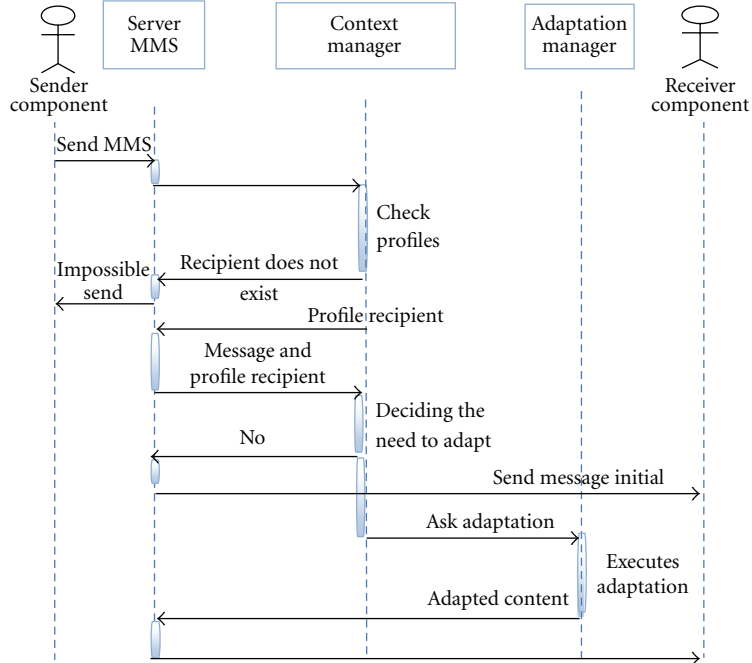 Server
MMS
Context
manager
Adaptation
manager
Sender
component
Receiver
component
Send MMS
Check
profiles
Recipient does not
exist
Impossible
send
Profile recipient
Message and
profile recipient
Deciding the
need to adapt
No
Send message initial
Ask adaptation
Executes
adaptation
Adapted content